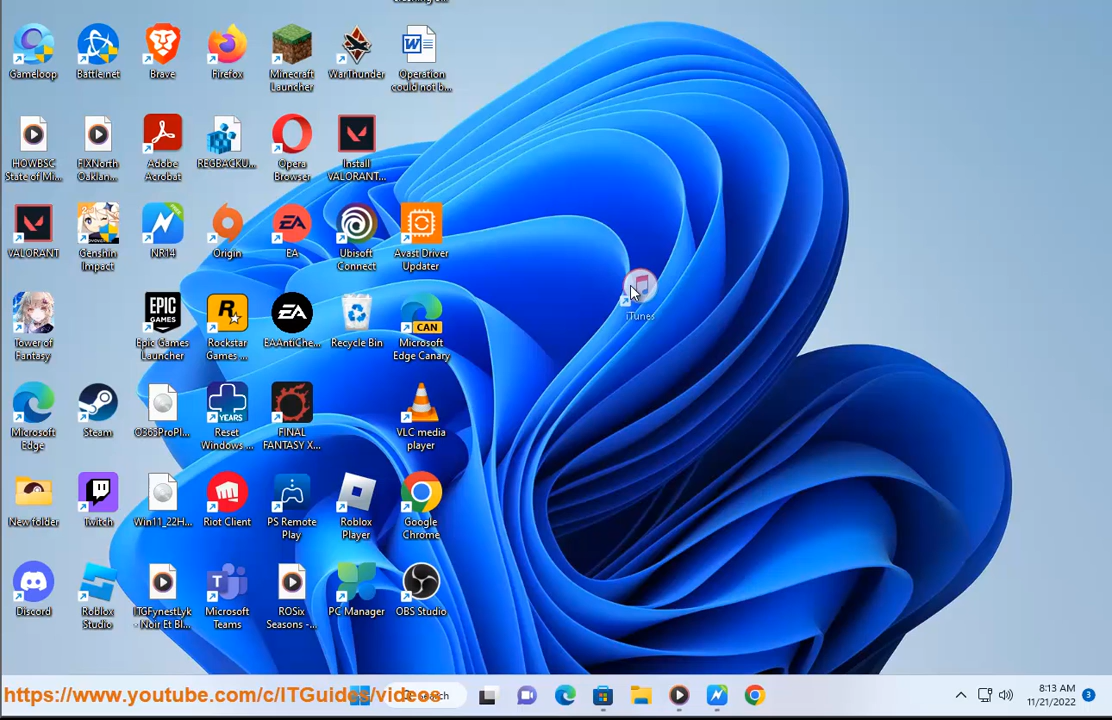 Gameloop
Battle.net
Brave
Firefox
Minecraft
Launcher
WarThunder
Operation
could not b...
HOWBSC
State of Mi...
FIXNorth
Oaklan...
Adobe
Acrobat
REGBACKU...
Opera
Browser
Install
VALORANT...
VALORANT
Genshin
Impact
NR14
Origin
EA
Ubisoft
Connect
Avast Driver
Updater
iTunes
Tower of
Fantasy
Epic Games
Launcher
Rockstar
Games ...
EAAntiChe...
Recycle Bin
CAN
Microsoft
Edge Canary
Microsoft
Edge
Steam
O365ProPl...
YEARS
Reset
Windows ...
FINAL
FANTASY X...
VLC media
player
New folder
Twitch
Win11_22H...
Riot Client
PS Remote
Play
Roblox
Player
Google
Chrome
Discord
Roblox
Studio
ITGFynestLyk
- Noir Et Bl...
Microsoft
Teams
ROSix
Seasons -...
PC Manager
OBS Studio
https://www.youtube.com/c/ITGuides/videos
Search
8:13 AM
11/21/2022
3